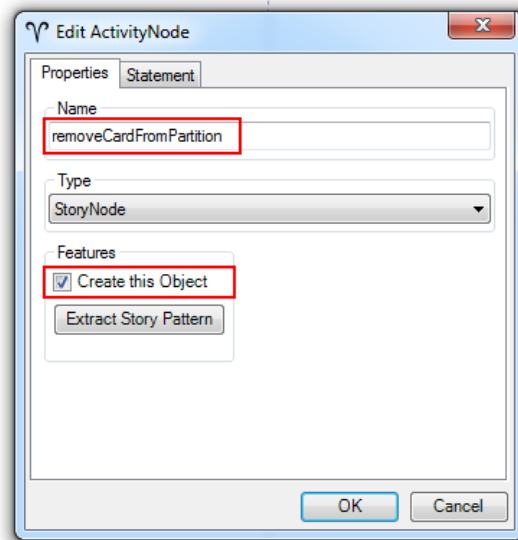 Edit ActivityNode
Properties Statement
Name
removeCardFromPartition
Type
StoryNode
Features
Create this Object
Extract Story Pattern
OK Cancel